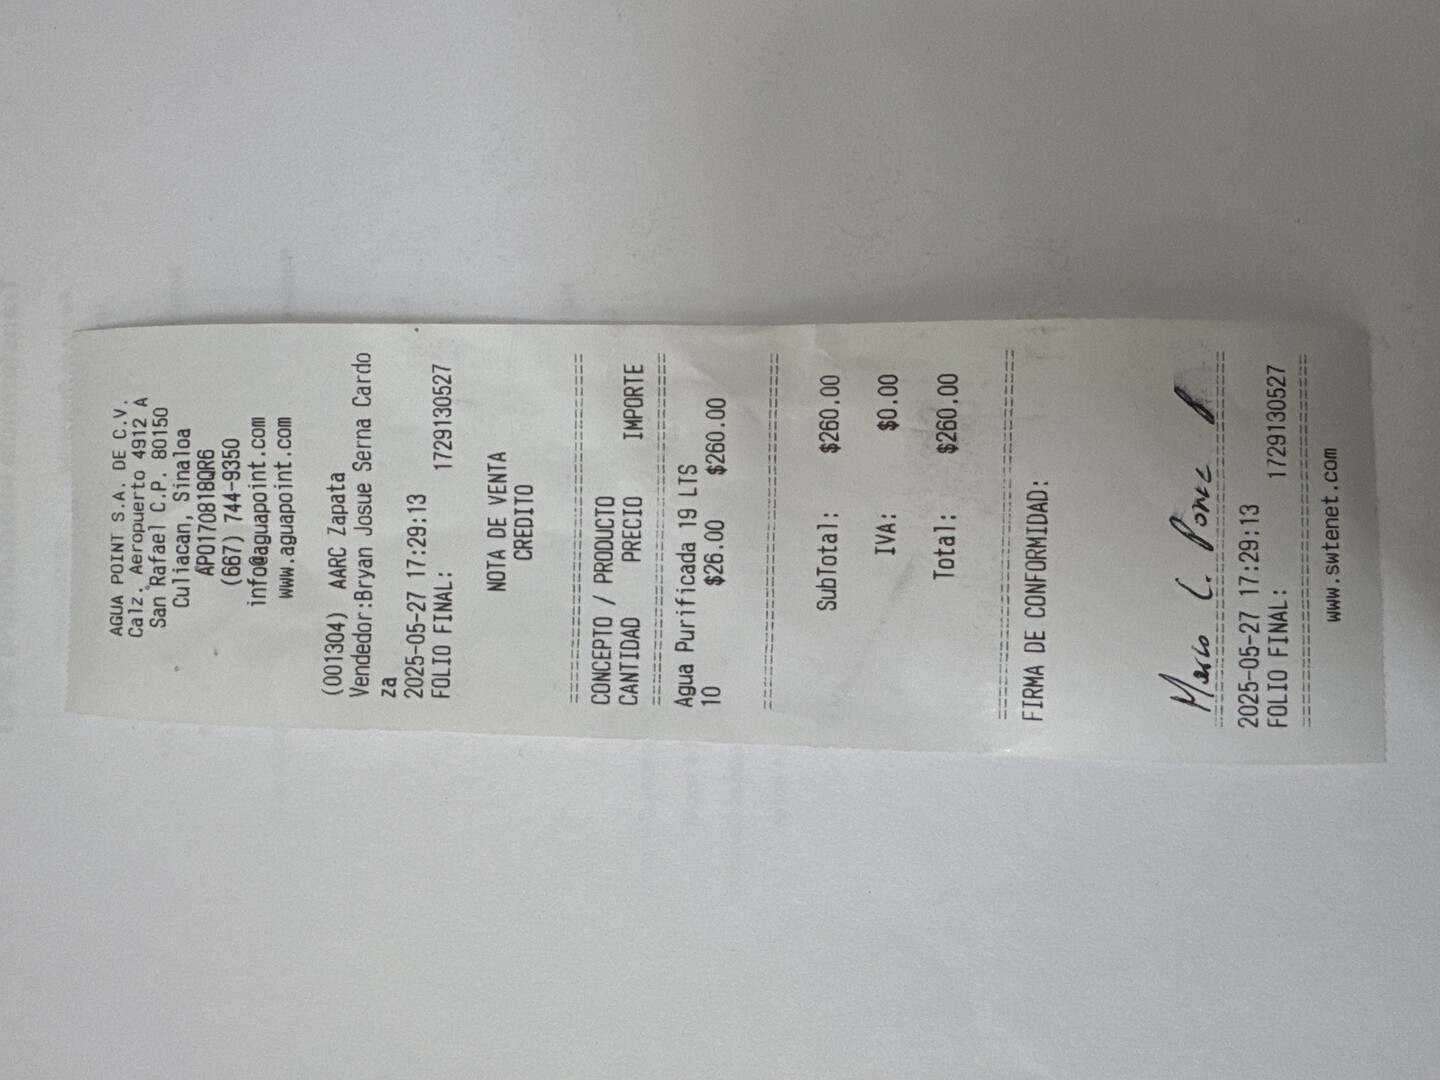 AGUA POINT S.A. DE C.V.
Calz. Aeropuerto 4912 A
San Rafael C.P. 80150
Culiacan, Sinaloa
APO170818QR6
(667) 744-9350
info@aguapoint.com
www.aguapoint.com
(001304) AARC Zapata
Vendedor:Bryan Josue Serna Cardo
za
2025-05-27 17:29:13
FOLIO FINAL: 1729130527
NOTA DE VENTA
CREDITO
================================
CONCEPTO / PRODUCTO
CANTIDAD PRECIO IMPORTE
================================
Agua Purificada 19 LTS
10 $26.00 $260.00
================================
SubTotal: $260.00
IVA: $0.00
Total: $260.00
================================
FIRMA DE CONFORMIDAD:
Marco C. Ponce
================================
2025-05-27 17:29:13
FOLIO FINAL: 1729130527
================================
www.swtenet.com